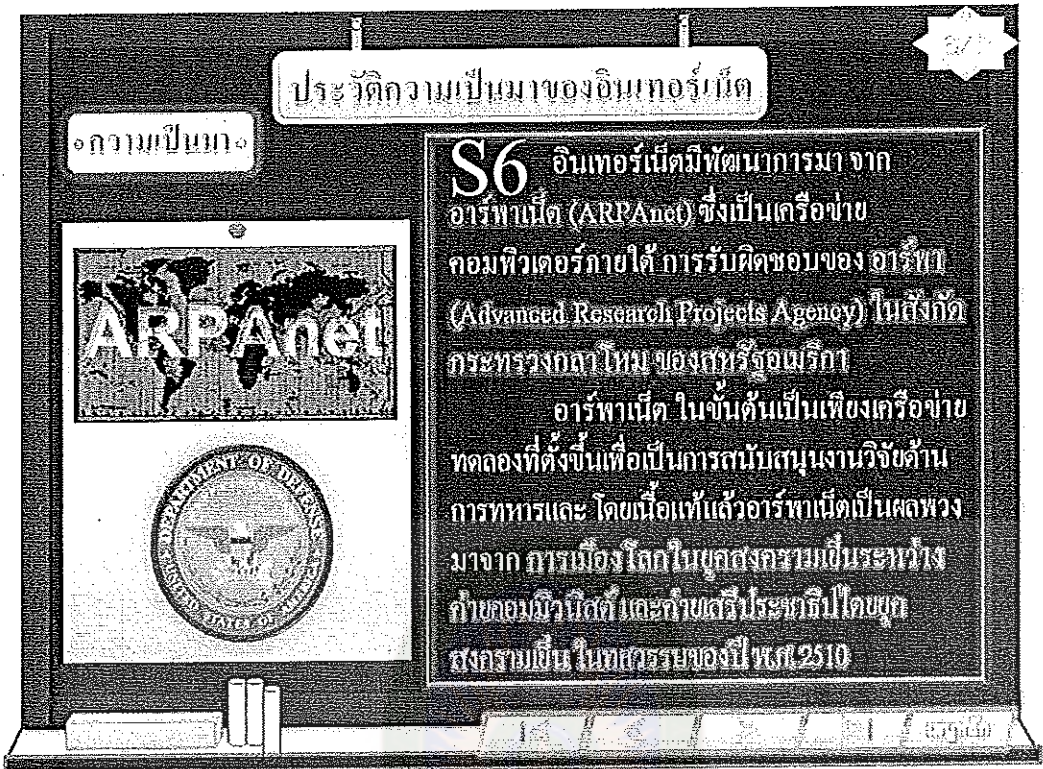 ประวัติความเป็นมาของอินเทอร์เน็ต
ความเป็นมา
S6 อินเทอร์เน็ตมีพัฒนาการมา จาก
อาร์พาเน็ต (ARPAnet) ซึ่งเป็นเครือข่าย
คอมพิวเตอร์ภายใต้ การรับผิดชอบของ อาร์พา
(Advanced Research Projects Agency) ในสังกัด
กระทรวงกลาโหม ของสหรัฐอเมริกา
อาร์พาเน็ต ในขั้นต้นเป็นเพียงเครือข่าย
ทดลองที่ตั้งขึ้นเพื่อเป็นการสนับสนุนงานวิจัยด้าน
การทหารและ โดยเนื้อแท้แล้วอาร์พาเน็ตเป็นผลพวง
มาจาก การเมืองโลกในยุคสงครามเย็นระหว่าง
ค่ายคอมมิวนิสต์ และค่ายเสรีประชาธิปไตยยุค
สงครามเย็น ในทศวรรษของปี พ.ศ.2510
ARPAnet
DEPARTMENT OF DEFENSE
UNITED STATES OF AMERICA